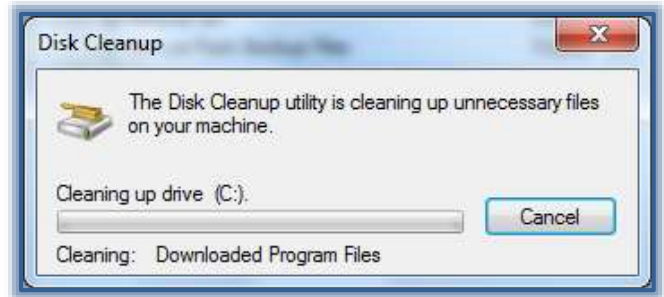 Disk Cleanup
The Disk Cleanup utility is cleaning up unnecessary files
on your machine.
Cleaning up drive  (C:).
Cancel
Cleaning:   Downloaded Program Files